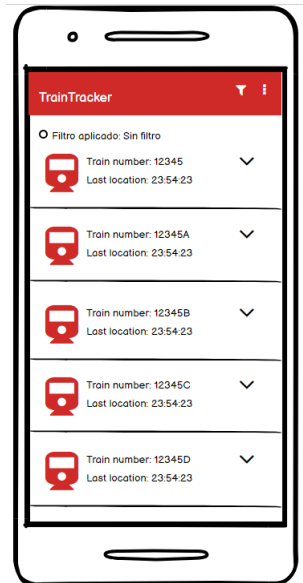 TrainTracker
Filtro aplicado: Sin filtro
Train number: 12345
Last location: 23:54:23
Train number: 12345A
Last location: 23:54:23
Train number: 12345B
Last location: 23:54:23
Train number: 12345C
Last location: 23:54:23
Train number: 12345D
Last location: 23:54:23